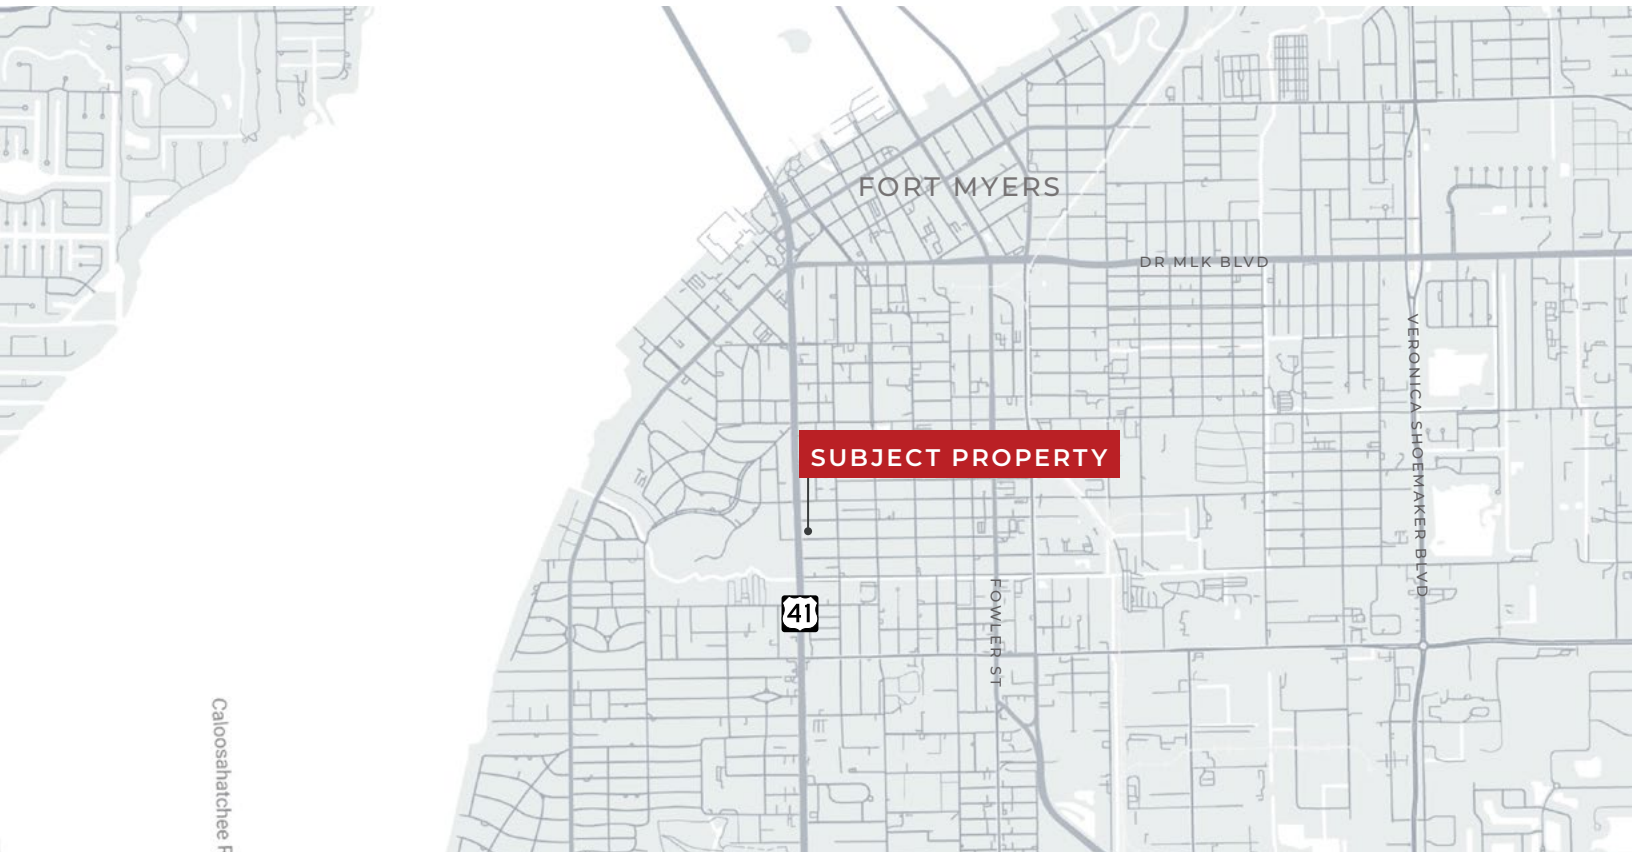 FORT MYERS
DR MLK BLVD
VERONICA SHOEMAKER BLVD
SUBJECT PROPERTY
41
FOWLER ST
Caloosahatchee R